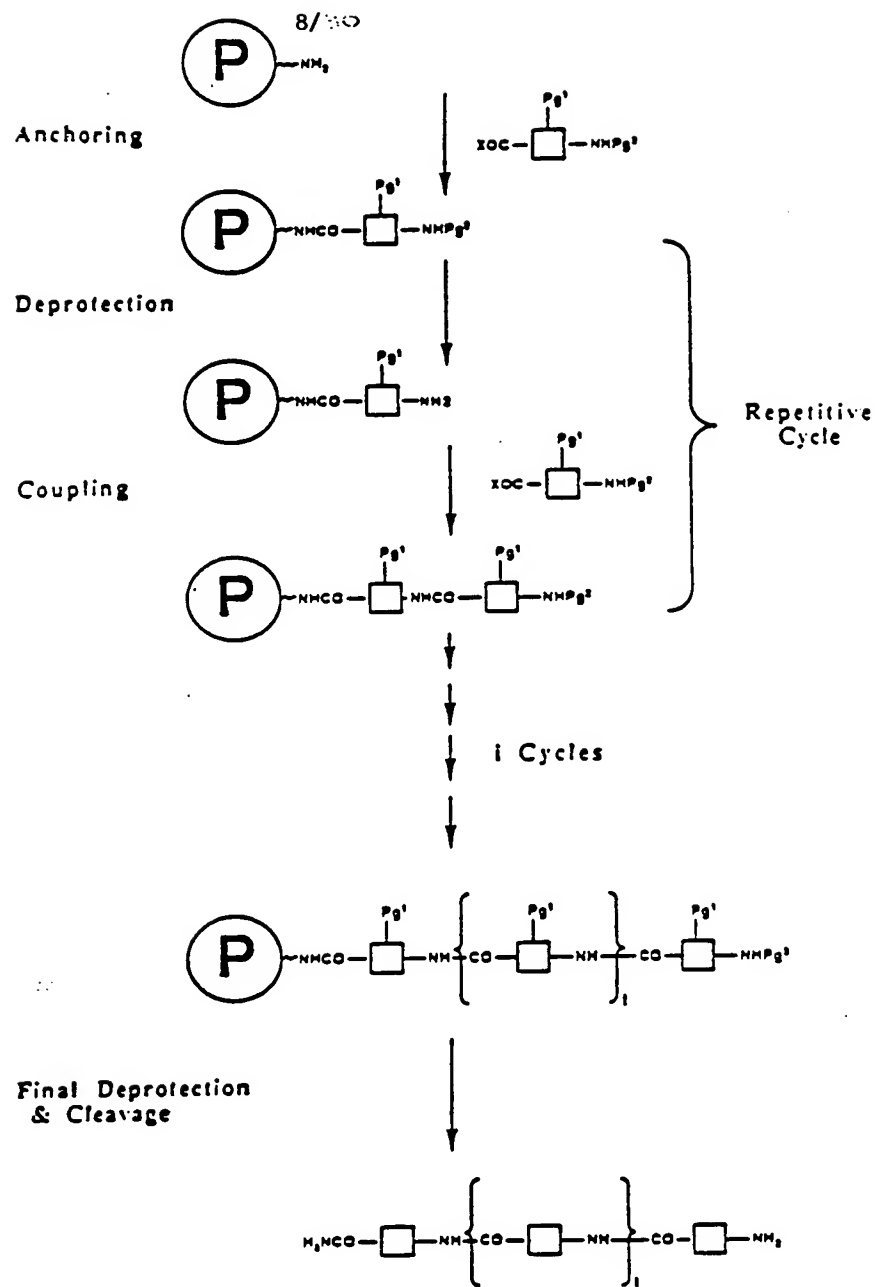 8/
P ~NH₂
Anchoring
Pg¹
XOC— —NHPg²
Pg¹
P ~NHCO— —NHPg²
Deprotection
Pg¹
P ~NHCO— —NH2
Repetitive
Cycle
Coupling
Pg¹
XOC— —NHPg²
Pg¹ Pg¹
P ~NHCO— —NHCO— —NHPg²
i Cycles
Pg¹ Pg¹ Pg¹
P ~NHCO— —NH { CO— —NH } CO— —NHPg²
i
Final Deprotection
& Cleavage
H₂NCO— —NH { CO— —NH } CO— —NH₂
i